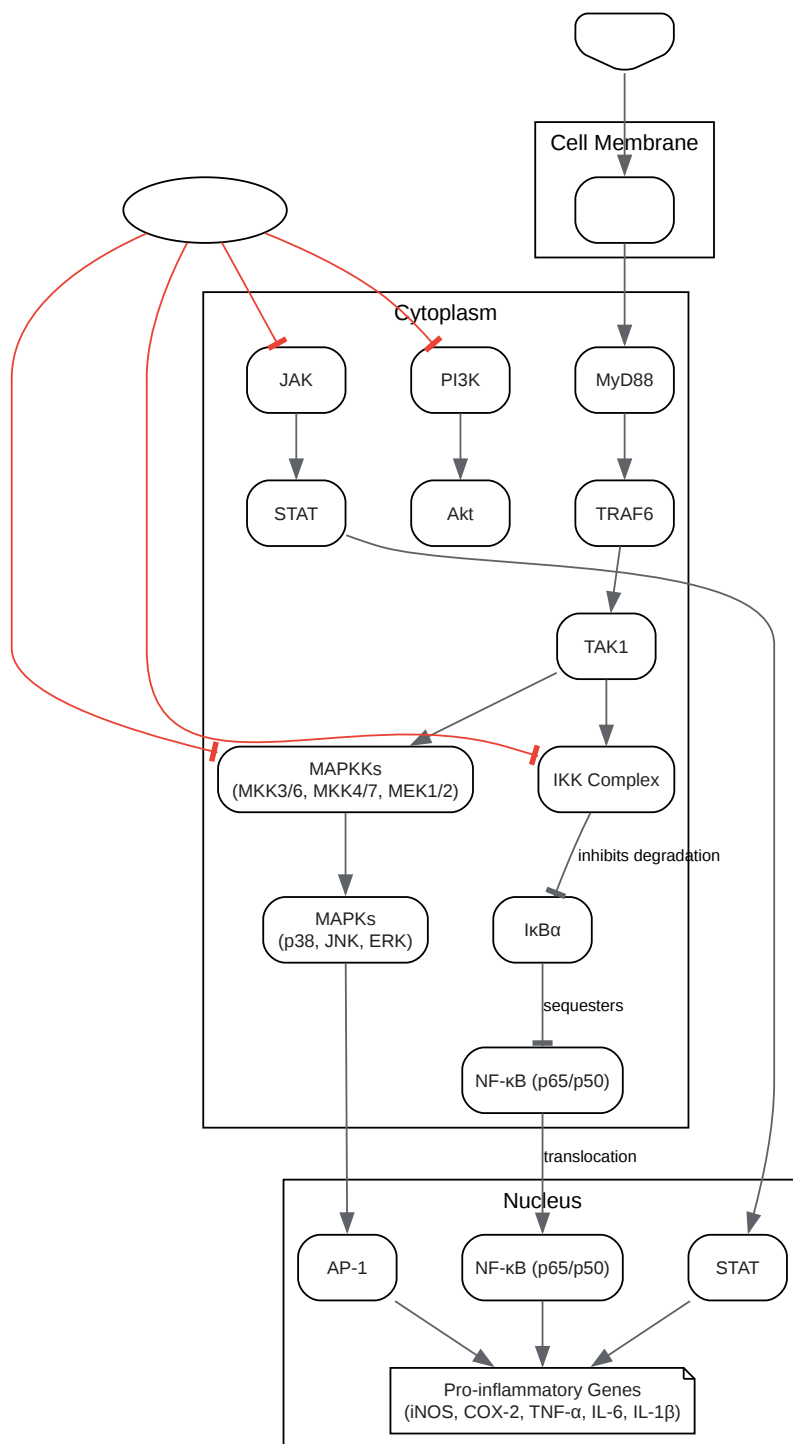 Cell Membrane
Cytoplasm
JAK
PI3K
MyD88
STAT
Akt
TRAF6
TAK1
MAPKKs
(MKK3/6, MKK4/7, MEK1/2)
IKK Complex
inhibits degradation
MAPKs
(p38, JNK, ERK)
IκBα
sequesters
NF-κB (p65/p50)
translocation
Nucleus
AP-1
NF-κB (p65/p50)
STAT
Pro-inflammatory Genes
(iNOS, COX-2, TNF-α, IL-6, IL-1β)